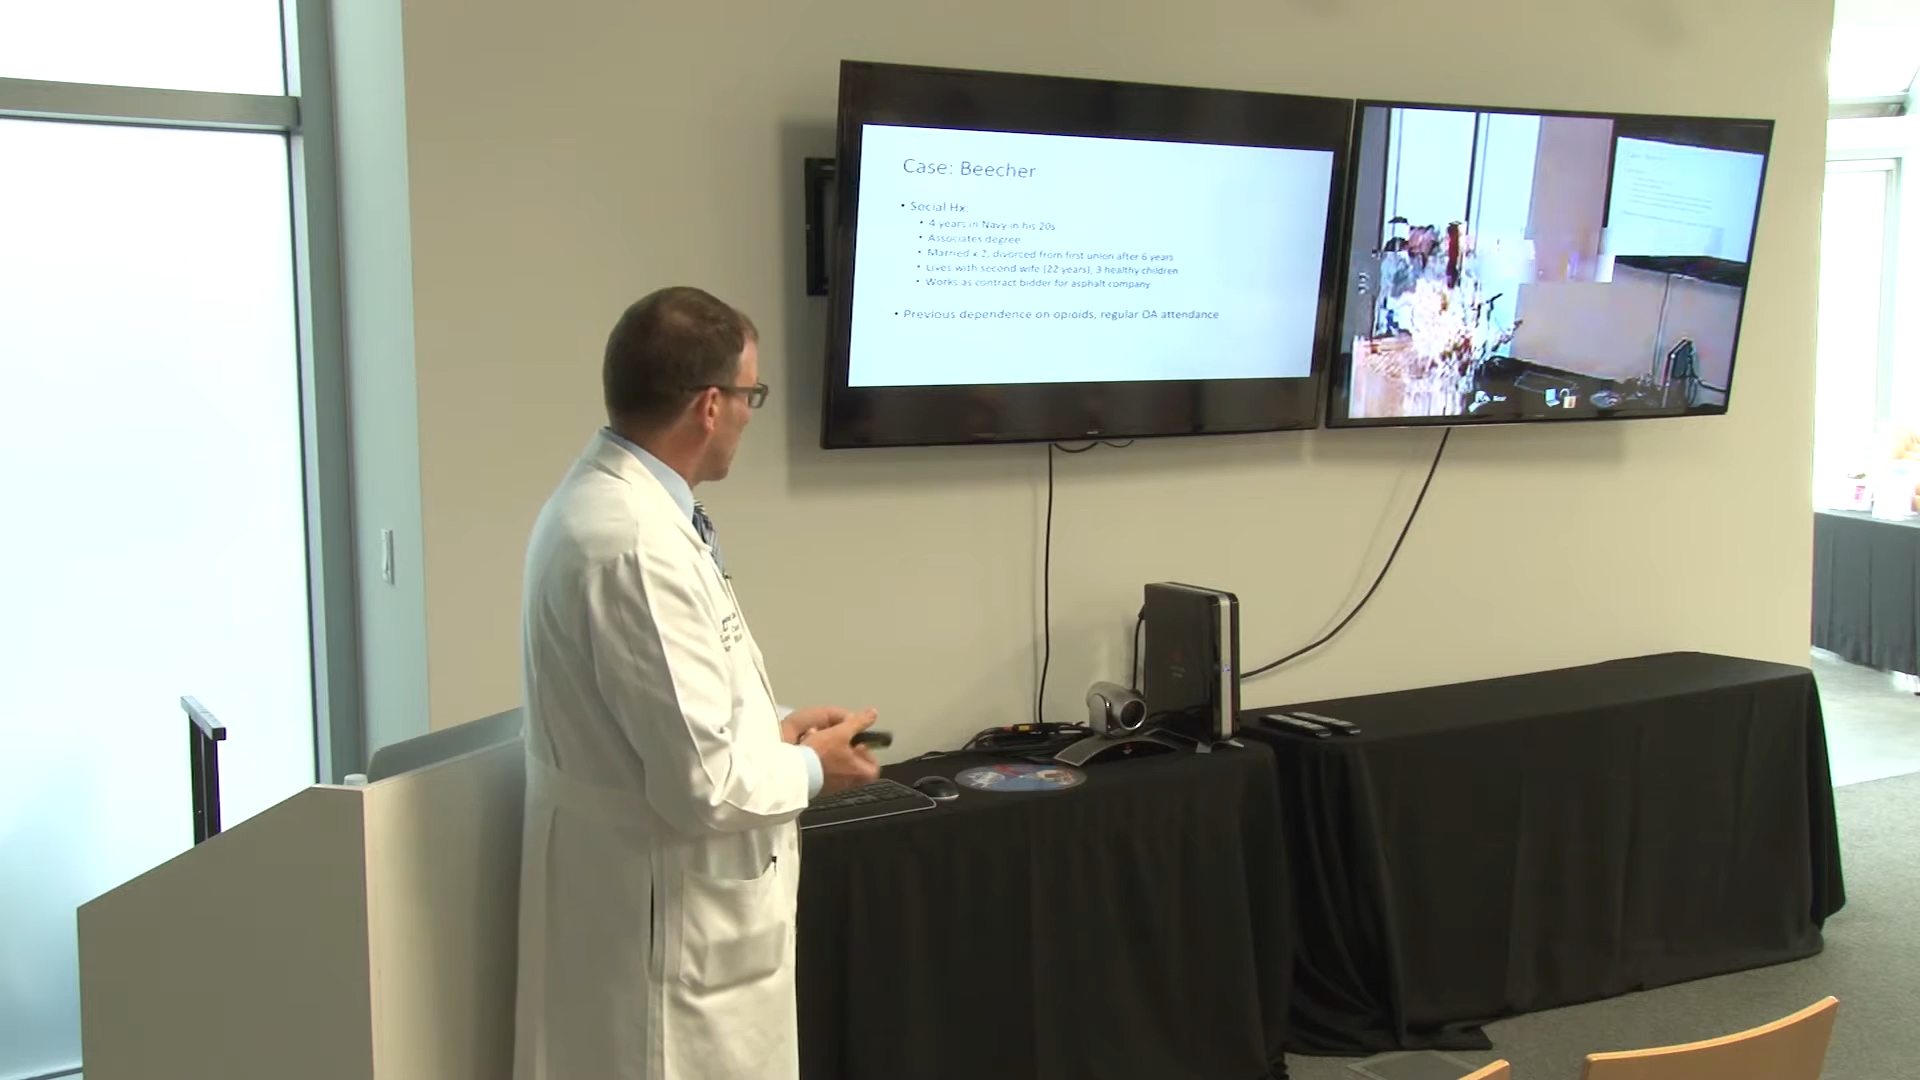 Case: Beecher
• Social Hx:
• 4 years in Navy in his 20s
• Associates degree
• Married x 2, divorced from first union after 6 years
• Lives with second wife (22 years), 3 healthy children
• Works as contract bidder for asphalt company
• Previous dependence on opioids, regular OA attendance
Near